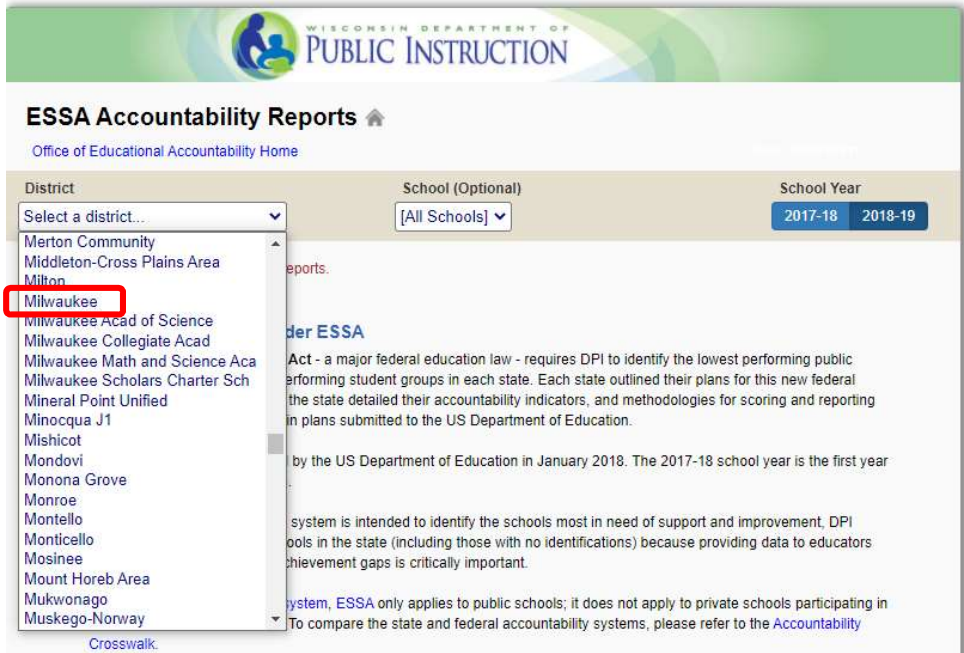 WISCONSIN DEPARTMENT OF
PUBLIC INSTRUCTION
ESSA Accountability Reports
Office of Educational Accountability Home
District
School (Optional)
School Year
Select a district...
[All Schools]
2017-18
2018-19
Merton Community
Middleton-Cross Plains Area
Milton
Milwaukee
Milwaukee Acad of Science
Milwaukee Collegiate Acad
Milwaukee Math and Science Aca
Milwaukee Scholars Charter Sch
Mineral Point Unified
Minocqua J1
Mishicot
Mondovi
Monona Grove
Monroe
Montello
Monticello
Mosinee
Mount Horeb Area
Mukwonago
Muskego-Norway
eports.
der ESSA
Act - a major federal education law - requires DPI to identify the lowest performing public
erforming student groups in each state. Each state outlined their plans for this new federal
the state detailed their accountability indicators, and methodologies for scoring and reporting
in plans submitted to the US Department of Education.
by the US Department of Education in January 2018. The 2017-18 school year is the first year
.
system is intended to identify the schools most in need of support and improvement, DPI
ools in the state (including those with no identifications) because providing data to educators
chievement gaps is critically important.
ystem, ESSA only applies to public schools; it does not apply to private schools participating in
To compare the state and federal accountability systems, please refer to the Accountability
Crosswalk.